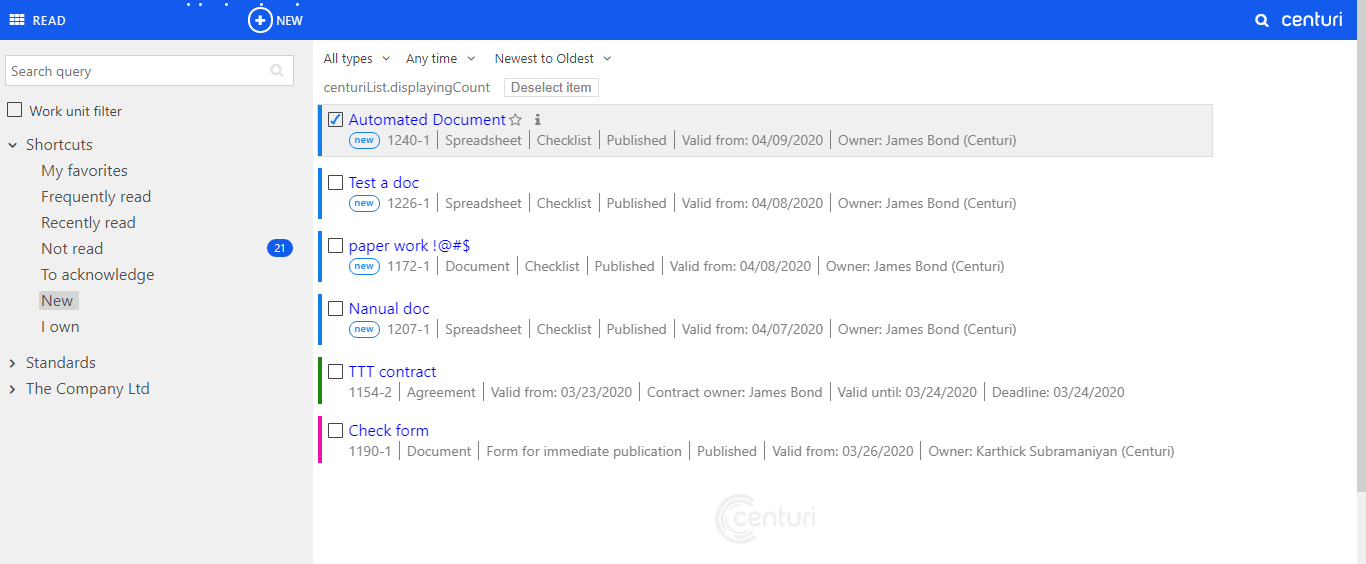 READ
NEW
centuri
Search query
Work unit filter
Shortcuts
My favorites
Frequently read
Recently read
Not read 21
To acknowledge
New
I own
Standards
The Company Ltd
All types Any time Newest to Oldest
centuriList.displayingCount Deselect item
Automated Document
new 1240-1 Spreadsheet Checklist Published Valid from: 04/09/2020 Owner: James Bond (Centuri)
Test a doc
new 1226-1 Spreadsheet Checklist Published Valid from: 04/08/2020 Owner: James Bond (Centuri)
paper work !@#$
new 1172-1 Document Checklist Published Valid from: 04/08/2020 Owner: James Bond (Centuri)
Nanual doc
new 1207-1 Spreadsheet Checklist Published Valid from: 04/07/2020 Owner: James Bond (Centuri)
TTT contract
1154-2 Agreement Valid from: 03/23/2020 Contract owner: James Bond Valid until: 03/24/2020 Deadline: 03/24/2020
Check form
1190-1 Document Form for immediate publication Published Valid from: 03/26/2020 Owner: Karthick Subramaniyan (Centuri)
centuri